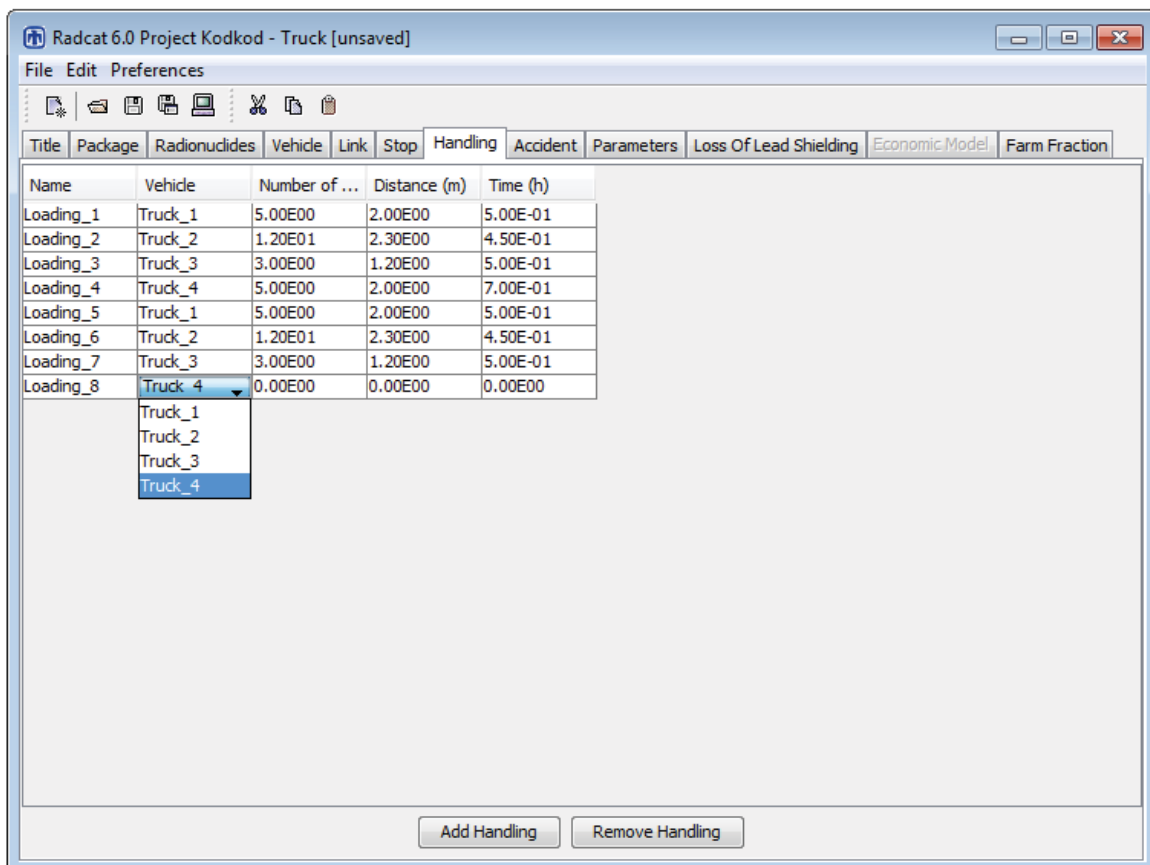 Radcat 6.0 Project Kodkod - Truck [unsaved]
File Edit Preferences
Title Package Radionuclides Vehicle Link Stop Handling Accident Parameters Loss Of Lead Shielding Economic Model Farm Fraction
Name Vehicle Number of ... Distance (m) Time (h)
Loading_1 Truck_1 5.00E00 2.00E00 5.00E-01
Loading_2 Truck_2 1.20E01 2.30E00 4.50E-01
Loading_3 Truck_3 3.00E00 1.20E00 5.00E-01
Loading_4 Truck_4 5.00E00 2.00E00 7.00E-01
Loading_5 Truck_1 5.00E00 2.00E00 5.00E-01
Loading_6 Truck_2 1.20E01 2.30E00 4.50E-01
Loading_7 Truck_3 3.00E00 1.20E00 5.00E-01
Loading_8 Truck_4 0.00E00 0.00E00 0.00E00
Truck_1
Truck_2
Truck_3
Truck_4
Add Handling Remove Handling